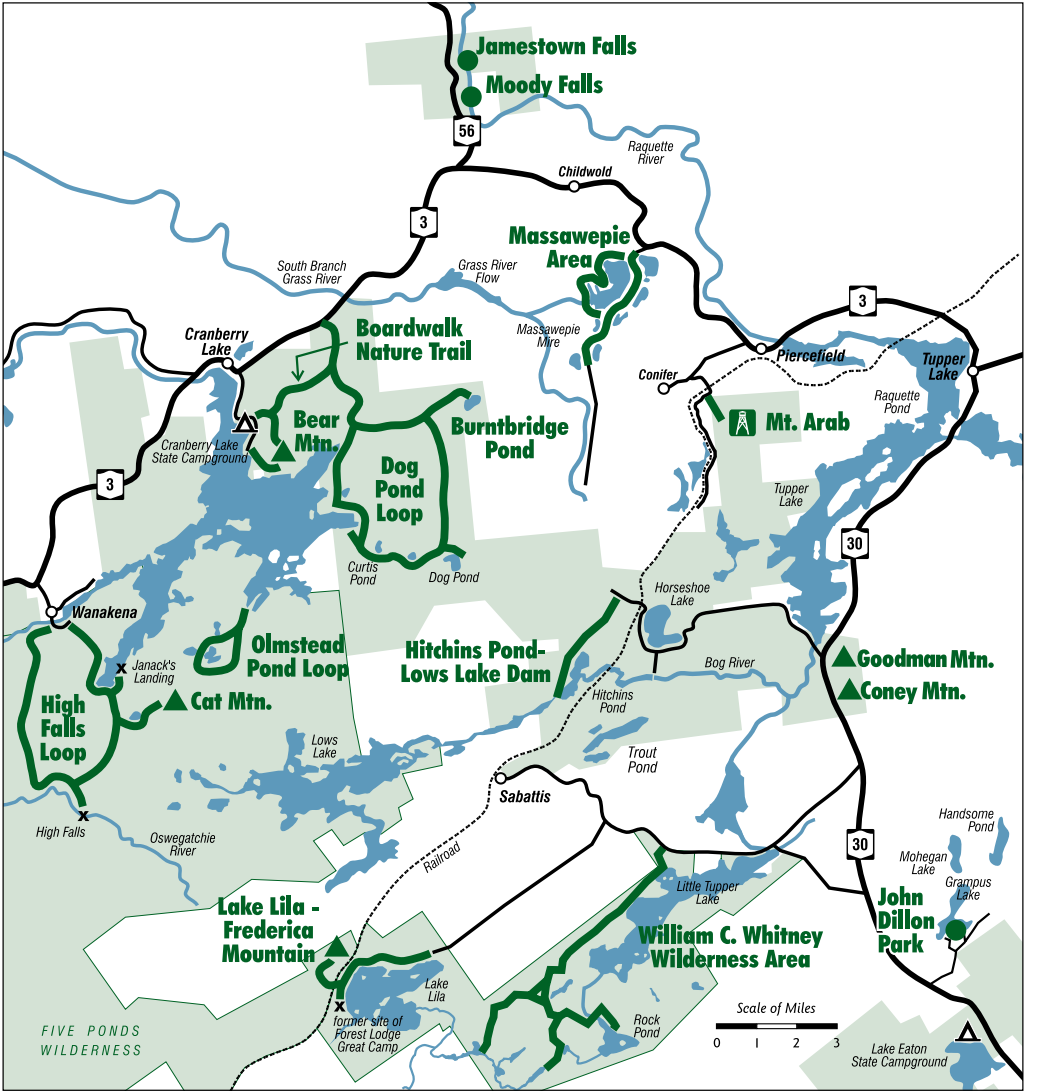 Jamestown Falls
Moody Falls
56
Raquette
River
Childwold
3
Massawepie
Area
South Branch
Grass River
Grass River
Flow
3
Massawepie
Mire
Cranberry
Lake
Boardwalk
Nature Trail
Piercefield
Tupper
Lake
Conifer
Raquette
Pond
Bear
Mtn.
Burntbridge
Pond
Mt. Arab
Cranberry Lake
State Campground
Dog
Pond
Loop
3
Tupper
Lake
30
Curtis
Pond
Dog Pond
Horseshoe
Lake
Wanakena
Olmstead
Pond Loop
Hitchins Pond-
Lows Lake Dam
Bog River
Goodman Mtn.
Janack's
Landing
x
Cat Mtn.
Coney Mtn.
High
Falls
Loop
Hitchins
Pond
Lows
Lake
Trout
Pond
Sabattis
x
High Falls
Oswegatchie
River
Railroad
30
Handsome
Pond
Mohegan
Lake
Grampus
Lake
Little Tupper
Lake
John
Dillon
Park
Lake Lila -
Frederica
Mountain
William C. Whitney
Wilderness Area
Lake
Lila
x
former site of
Forest Lodge
Great Camp
Rock
Pond
Scale of Miles
0 1 2 3
FIVE PONDS
WILDERNESS
Lake Eaton
State Campground